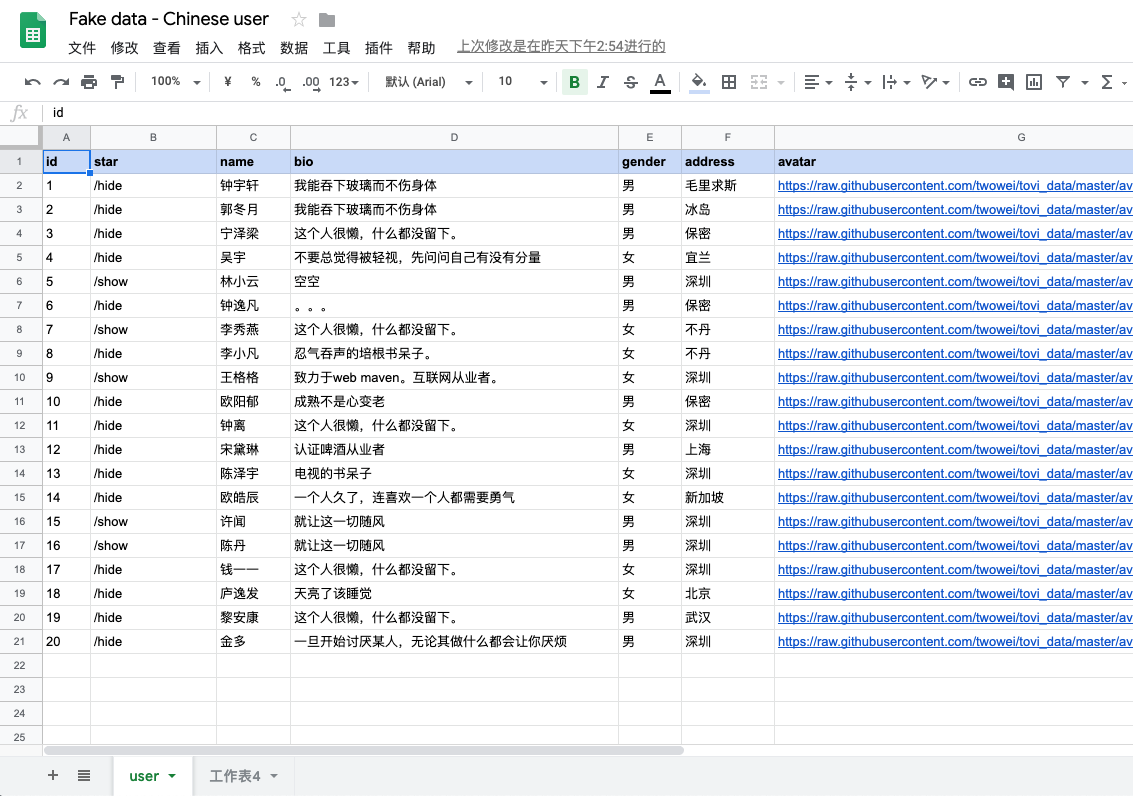 Fake data - Chinese user
文件 修改 查看 插入 格式 数据 工具 插件 帮助 上次修改是在昨天下午2:54进行的
100% ¥ % .0 .00 123 默认 (Arial) 10 B I S A Σ
fx id
A B C D E F G
1 id star name bio gender address avatar
2 1 /hide 钟宇轩 我能吞下玻璃而不伤身体 男 毛里求斯 https://raw.githubusercontent.com/twowei/tovi_data/master/av
3 2 /hide 郭冬月 我能吞下玻璃而不伤身体 男 冰岛 https://raw.githubusercontent.com/twowei/tovi_data/master/av
4 3 /hide 宁泽梁 这个人很懒，什么都没留下。 男 保密 https://raw.githubusercontent.com/twowei/tovi_data/master/av
5 4 /hide 吴宇 不要总觉得被轻视，先问问自己有没有分量 女 宜兰 https://raw.githubusercontent.com/twowei/tovi_data/master/av
6 5 /show 林小云 空空 男 深圳 https://raw.githubusercontent.com/twowei/tovi_data/master/av
7 6 /hide 钟逸凡 。。。 男 保密 https://raw.githubusercontent.com/twowei/tovi_data/master/av
8 7 /show 李秀燕 这个人很懒，什么都没留下。 女 不丹 https://raw.githubusercontent.com/twowei/tovi_data/master/av
9 8 /hide 李小凡 忍气吞声的培根书呆子。 女 不丹 https://raw.githubusercontent.com/twowei/tovi_data/master/av
10 9 /show 王格格 致力于web maven。互联网从业者。 女 深圳 https://raw.githubusercontent.com/twowei/tovi_data/master/av
11 10 /hide 欧阳郁 成熟不是心变老 男 保密 https://raw.githubusercontent.com/twowei/tovi_data/master/av
12 11 /hide 钟离 这个人很懒，什么都没留下。 女 深圳 https://raw.githubusercontent.com/twowei/tovi_data/master/av
13 12 /hide 宋黛琳 认证啤酒从业者 男 上海 https://raw.githubusercontent.com/twowei/tovi_data/master/av
14 13 /hide 陈泽宇 电视的书呆子 女 深圳 https://raw.githubusercontent.com/twowei/tovi_data/master/av
15 14 /hide 欧皓辰 一个人久了，连喜欢一个人都需要勇气 女 新加坡 https://raw.githubusercontent.com/twowei/tovi_data/master/av
16 15 /show 许闻 就让这一切随风 男 深圳 https://raw.githubusercontent.com/twowei/tovi_data/master/av
17 16 /show 陈丹 就让这一切随风 男 深圳 https://raw.githubusercontent.com/twowei/tovi_data/master/av
18 17 /hide 钱一一 这个人很懒，什么都没留下。 女 深圳 https://raw.githubusercontent.com/twowei/tovi_data/master/av
19 18 /hide 庐逸发 天亮了该睡觉 女 北京 https://raw.githubusercontent.com/twowei/tovi_data/master/av
20 19 /hide 黎安康 这个人很懒，什么都没留下。 男 武汉 https://raw.githubusercontent.com/twowei/tovi_data/master/av
21 20 /hide 金多 一旦开始讨厌某人，无论其做什么都会让你厌烦 男 深圳 https://raw.githubusercontent.com/twowei/tovi_data/master/av
22
23
24
25
user 工作表4